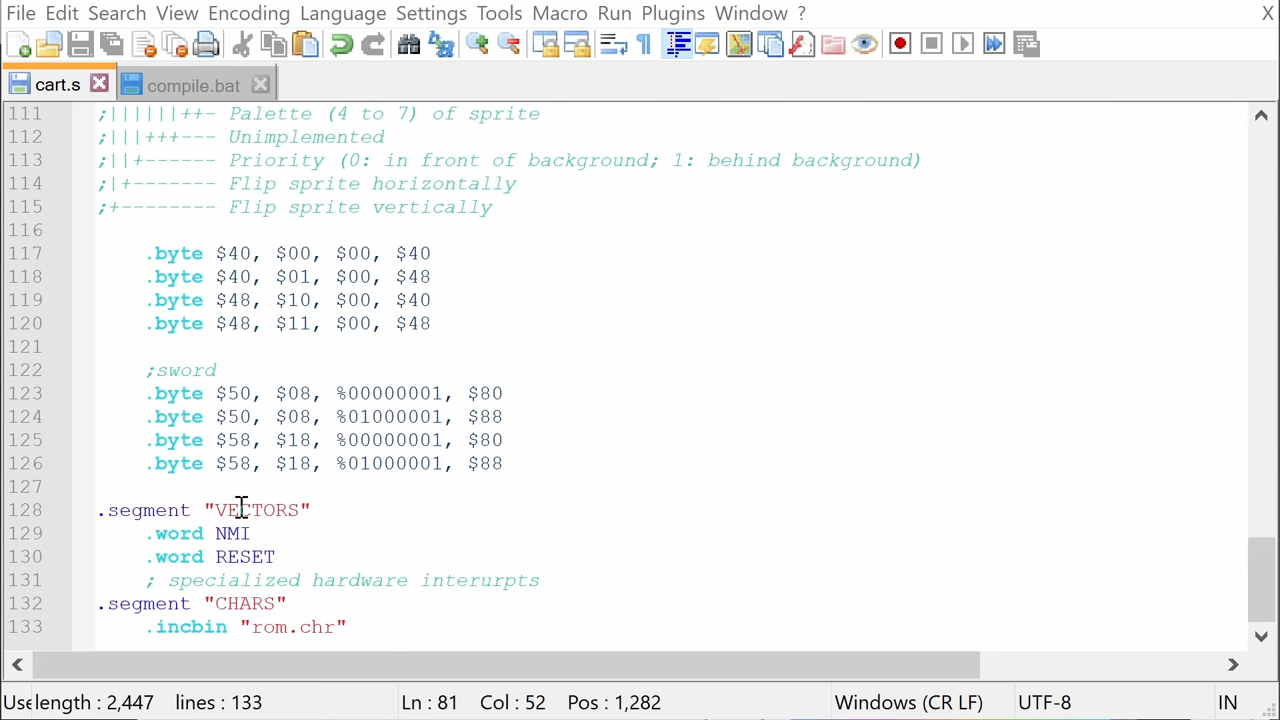 File Edit Search View Encoding Language Settings Tools Macro Run Plugins Window ? X
cart.s compile.bat
111 ;||||||++- Palette (4 to 7) of sprite
112 ;|||+++--- Unimplemented
113 ;||+------ Priority (0: in front of background; 1: behind background)
114 ;|+------- Flip sprite horizontally
115 ;+-------- Flip sprite vertically
116
117 .byte $40, $00, $00, $40
118 .byte $40, $01, $00, $48
119 .byte $48, $10, $00, $40
120 .byte $48, $11, $00, $48
121
122 ;sword
123 .byte $50, $08, %00000001, $80
124 .byte $50, $08, %01000001, $88
125 .byte $58, $18, %00000001, $80
126 .byte $58, $18, %01000001, $88
127
128 .segment "VECTORS"
129 .word NMI
130 .word RESET
131 ; specialized hardware interurpts
132 .segment "CHARS"
133 .incbin "rom.chr"
Use length : 2,447 lines : 133 Ln : 81 Col : 52 Pos : 1,282 Windows (CR LF) UTF-8 IN